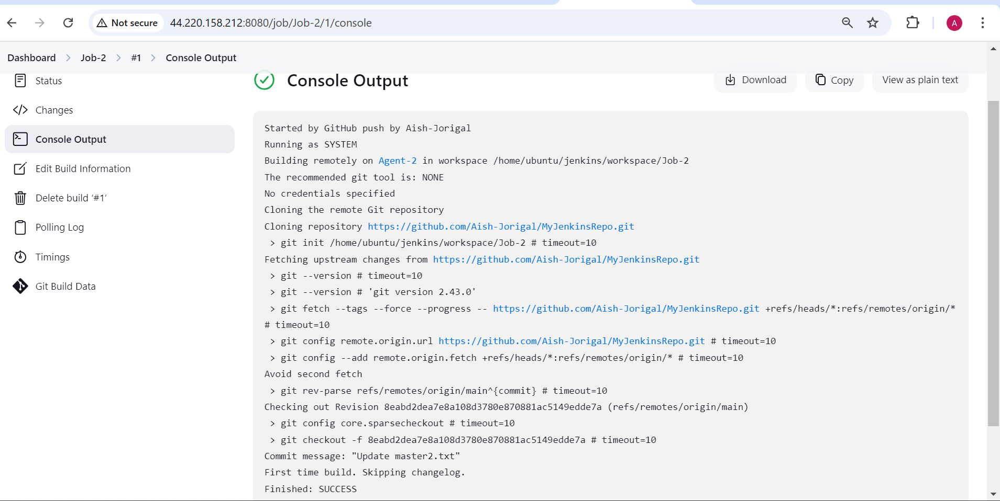 Not secure 44.220.158.212:8080/job/Job-2/1/console A
Dashboard Job-2 #1 Console Output
Status
Changes
Console Output
Edit Build Information
Delete build ‘#1’
Polling Log
Timings
Git Build Data
Console Output
Download Copy View as plain text
Started by GitHub push by Aish-Jorigal
Running as SYSTEM
Building remotely on Agent-2 in workspace /home/ubuntu/jenkins/workspace/Job-2
The recommended git tool is: NONE
No credentials specified
Cloning the remote Git repository
Cloning repository https://github.com/Aish-Jorigal/MyJenkinsRepo.git
> git init /home/ubuntu/jenkins/workspace/Job-2 # timeout=10
Fetching upstream changes from https://github.com/Aish-Jorigal/MyJenkinsRepo.git
> git --version # timeout=10
> git --version # 'git version 2.43.0'
> git fetch --tags --force --progress -- https://github.com/Aish-Jorigal/MyJenkinsRepo.git +refs/heads/*:refs/remotes/origin/*
# timeout=10
> git config remote.origin.url https://github.com/Aish-Jorigal/MyJenkinsRepo.git # timeout=10
> git config --add remote.origin.fetch +refs/heads/*:refs/remotes/origin/* # timeout=10
Avoid second fetch
> git rev-parse refs/remotes/origin/main^{commit} # timeout=10
Checking out Revision 8eabd2dea7e8a108d3780e870881ac5149edde7a (refs/remotes/origin/main)
> git config core.sparsecheckout # timeout=10
> git checkout -f 8eabd2dea7e8a108d3780e870881ac5149edde7a # timeout=10
Commit message: "Update master2.txt"
First time build. Skipping changelog.
Finished: SUCCESS